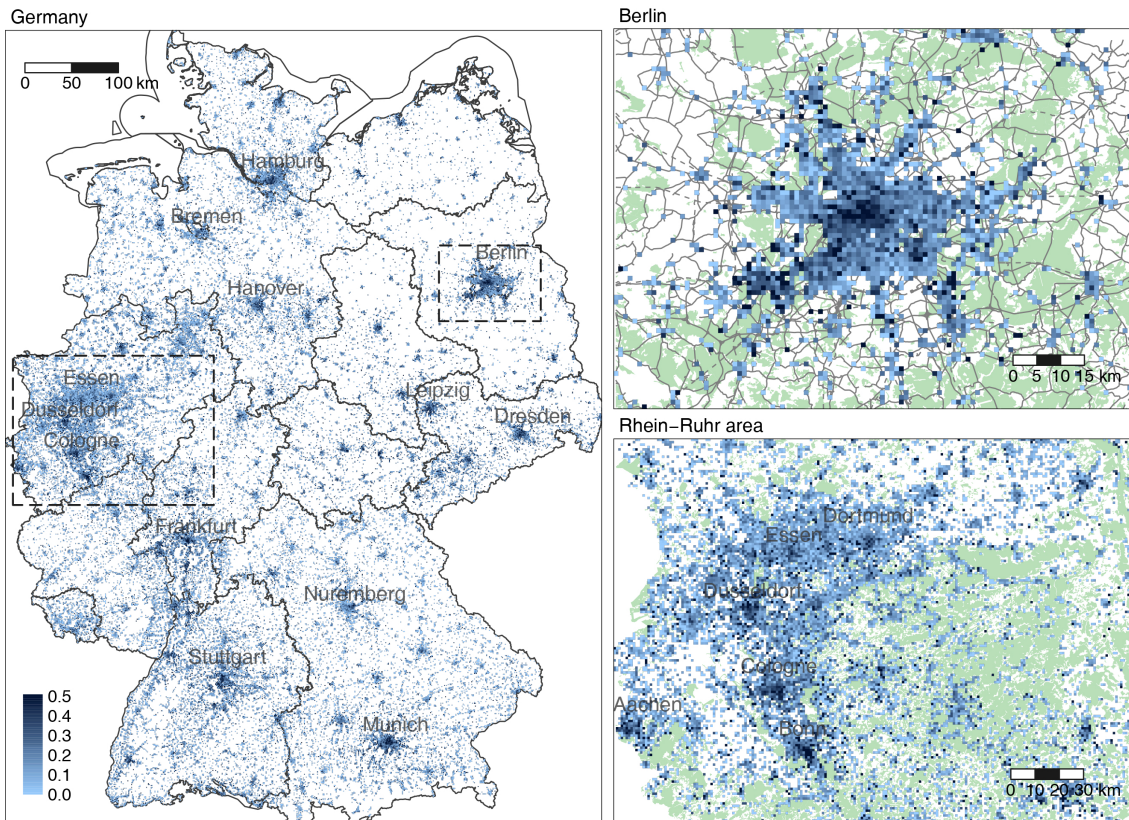 Germany
0 50 100 km
Hamburg
Bremen
Berlin
Hanover
Essen
Dusseldorf
Cologne
Leipzig
Dresden
Frankfurt
Nuremberg
Stuttgart
Munich
0.5
0.4
0.3
0.2
0.1
0.0
Berlin
0 5 10 15 km
Rhein-Ruhr area
Dortmund
Essen
Dusseldorf
Cologne
Aachen
Bonn
0 10 20 30 km